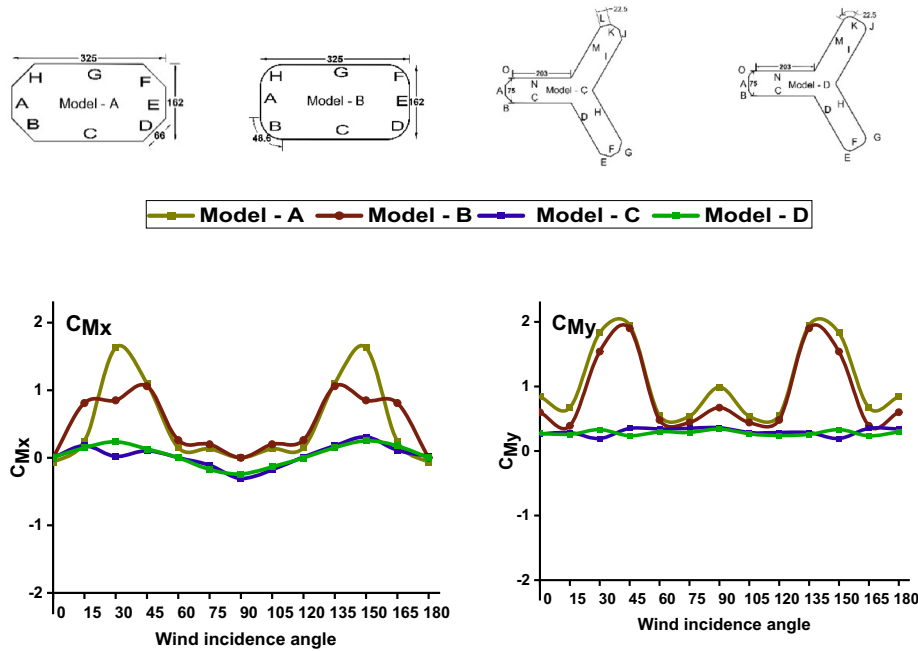 325
H G F
A Model - A E 162
B C D
66
325
H G F
A Model - B E 162
B C D
48.6
22.5
L K J
M I
O 203
A 75 N Model - C
B C H
D
F G
E
22.5
L K J
M I
O 203
A 75 N Model - D
B C H
D
F G
E
Model - A Model - B Model - C Model - D
CMx
CMx
2
1
0
-1
-2
0 15 30 45 60 75 90 105 120 135 150 165 180
Wind incidence angle
CMy
CMy
2
1
0
-1
-2
0 15 30 45 60 75 90 105 120 135 150 165 180
Wind incidence angle